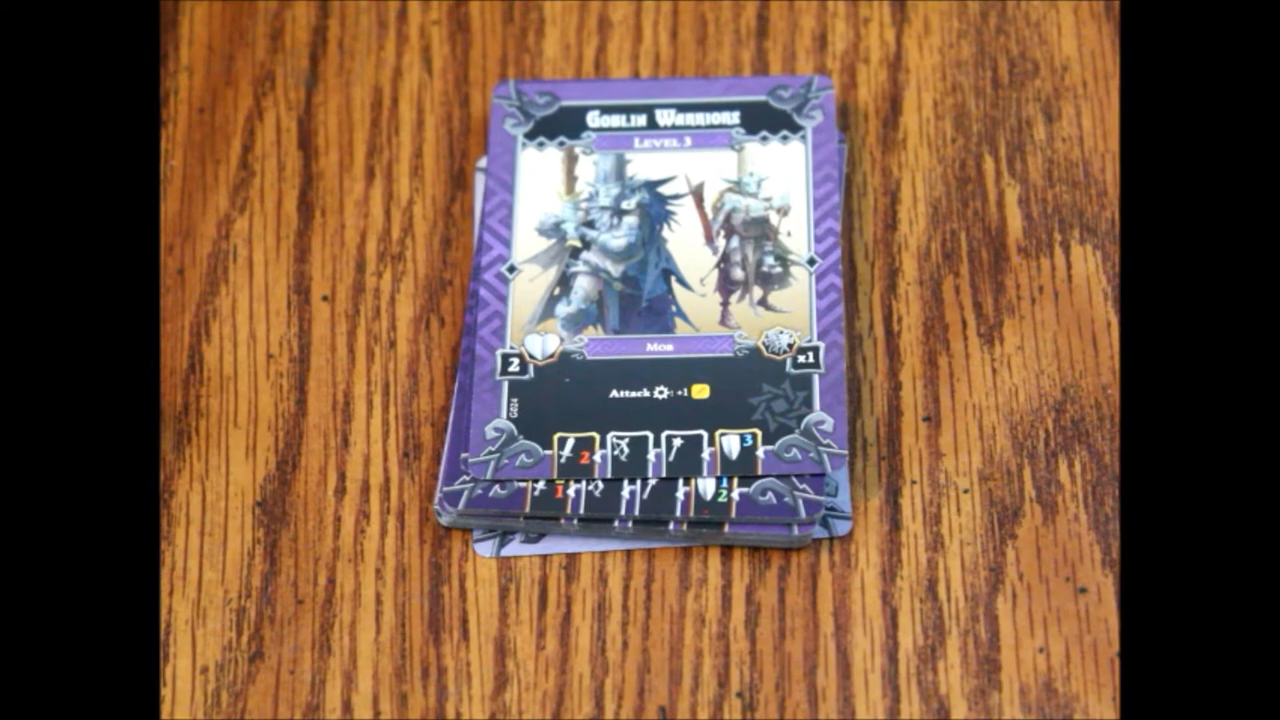 Goblin Warriors
Level 3
Mob
2
x1
Attack : +1
G024
2
3
1
1
2